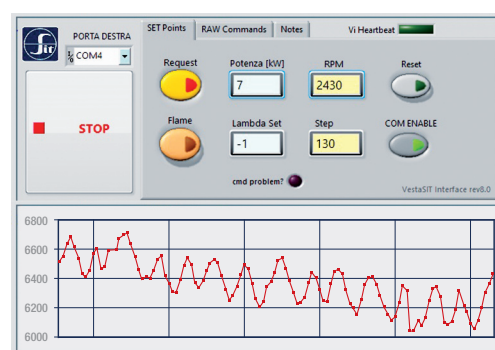 Sit
PORTA DESTRA
COM4
STOP
SET Points RAW Commands Notes Vi Heartbeat
Request Potenza [kW] RPM Reset
7 2430
Flame Lambda Set Step COM ENABLE
-1 130
cmd problem?
VestaSIT Interface rev8.0
6800
6600
6400
6200
6000